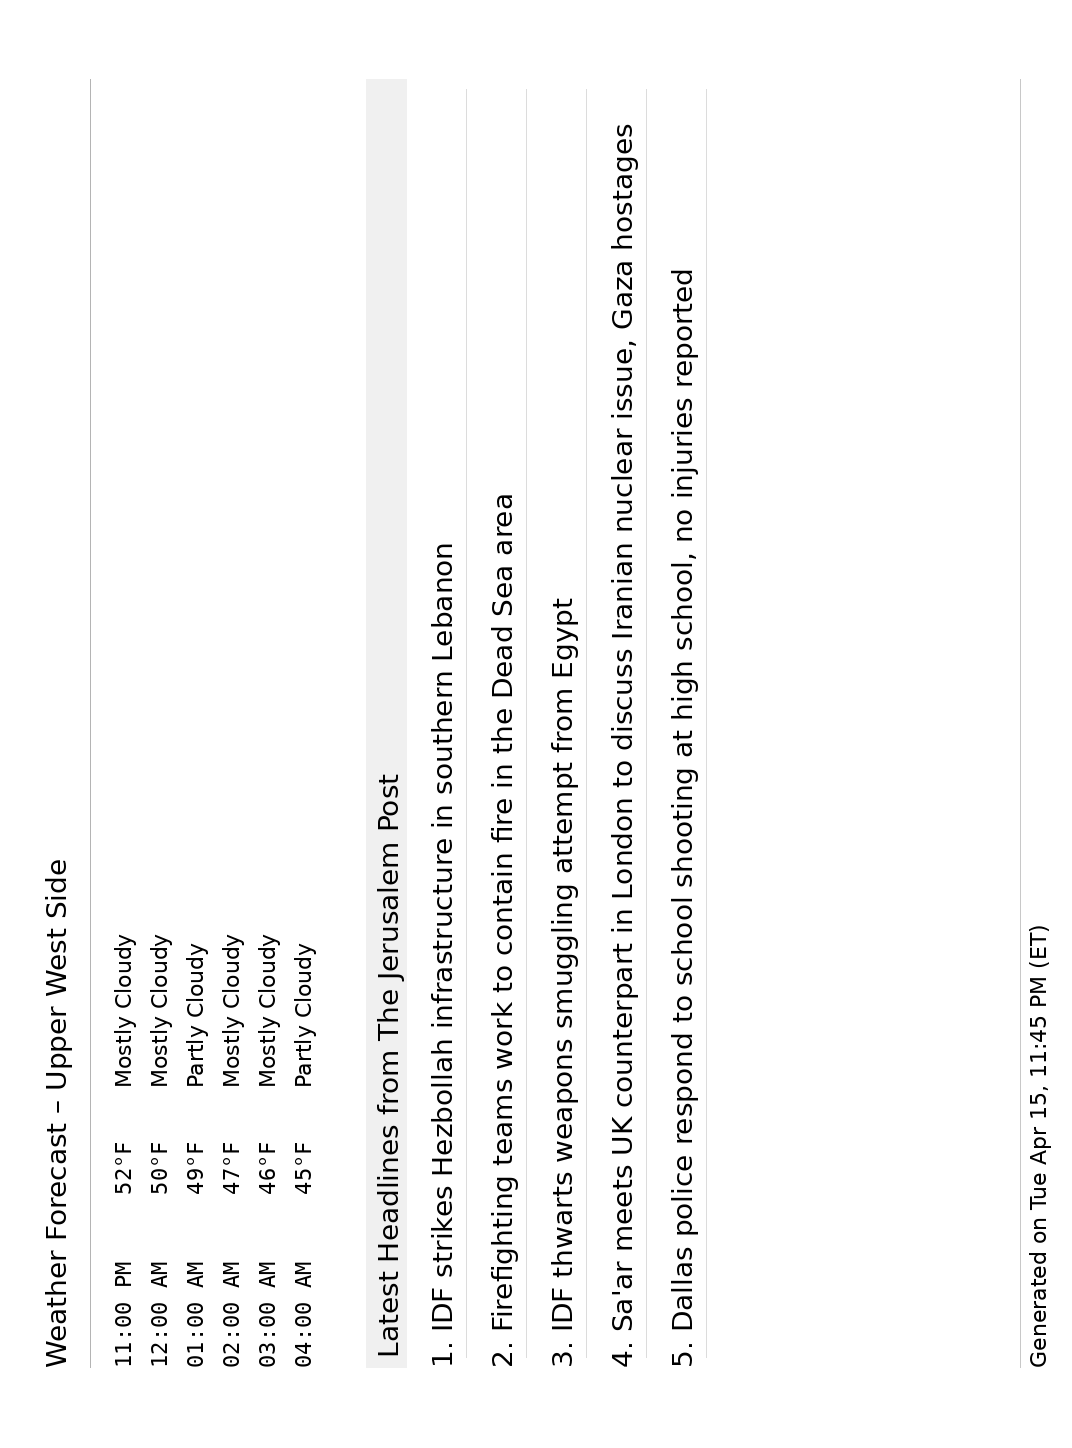 Weather Forecast – Upper West Side
11:00 PM 52°F Mostly Cloudy
12:00 AM 50°F Mostly Cloudy
01:00 AM 49°F Partly Cloudy
02:00 AM 47°F Mostly Cloudy
03:00 AM 46°F Mostly Cloudy
04:00 AM 45°F Partly Cloudy
Latest Headlines from The Jerusalem Post
1. IDF strikes Hezbollah infrastructure in southern Lebanon
2. Firefighting teams work to contain fire in the Dead Sea area
3. IDF thwarts weapons smuggling attempt from Egypt
4. Sa'ar meets UK counterpart in London to discuss Iranian nuclear issue, Gaza hostages
5. Dallas police respond to school shooting at high school, no injuries reported
Generated on Tue Apr 15, 11:45 PM (ET)